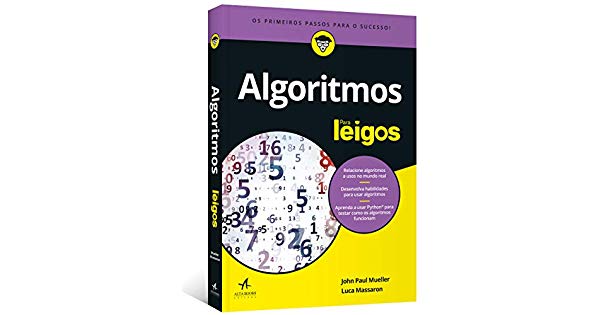 OS PRIMEIROS PASSOS PARA O SUCESSO!
Algoritmos
Para
leigos
Relacione algoritmos
a usos no mundo real
Desenvolva habilidades
para usar algoritmos
Aprenda a usar Python® para
testar como os algoritmos
funcionam
John Paul Mueller
Luca Massaron
Algoritmos
leigos
ALTA BOOKS
EDITORA